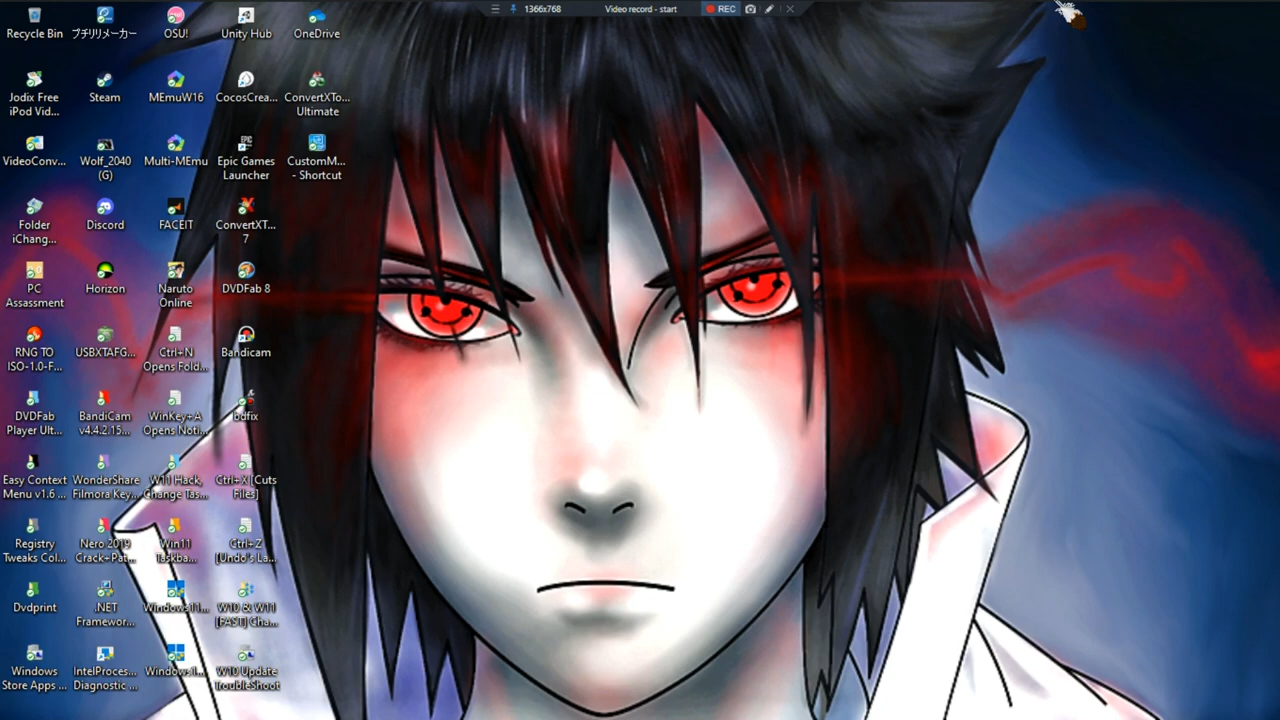 1366x768
Video record - start
REC
Recycle Bin
プチリリメーカー
OSU!
Unity Hub
OneDrive
Jodix Free
iPod Vid...
Steam
MEmuW16
CocosCrea...
ConvertXTo...
Ultimate
VideoConv...
Wolf_2040
(G)
Multi-MEmu
Epic Games
Launcher
CustomM...
- Shortcut
Folder
iChang...
Discord
FACEIT
ConvertXT...
7
PC
Assassment
Horizon
Naruto
Online
DVDFab 8
RNG TO
ISO-1.0-F...
USBXTAFG...
Ctrl+N
Opens Fold...
Bandicam
DVDFab
Player Ult...
BandiCam
v4.4.2.15...
WinKey+A
Opens Noti...
bdfix
Easy Context
Menu v1.6 ...
WonderShare
Filmora Key...
W11 Hack,
Change Tas...
Ctrl+X [Cuts
Files]
Registry
Tweaks Col...
Nero 2019
Crack+Pat...
Win11
Taskba...
Ctrl+Z
[Undo's La...
Dvdprint
.NET
Framewor...
Windows11...
W10 & W11
[FAST] Cha...
Windows
Store Apps ...
IntelProces...
Diagnostic ...
Windows1...
W10 Update
TroubleShoot